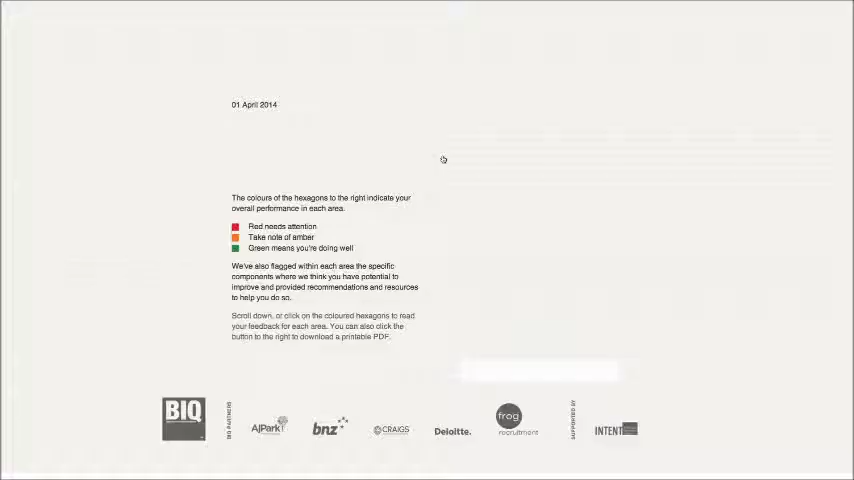 01 April 2014
The colours of the hexagons to the right indicate your
overall performance in each area.
Red needs attention
Take note of amber
Green means you're doing well
We've also flagged within each area the specific
components where we think you have potential to
improve and provided recommendations and resources
to help you do so.
Scroll down, or click on the coloured hexagons to read
your feedback for each area. You can also click the
button to the right to download a printable PDF.
BIQ
BIQ PARTNERS
AJPark
bnz
CRAIGS
Deloitte.
frog
recruitment
SUPPORTED BY
INTENT